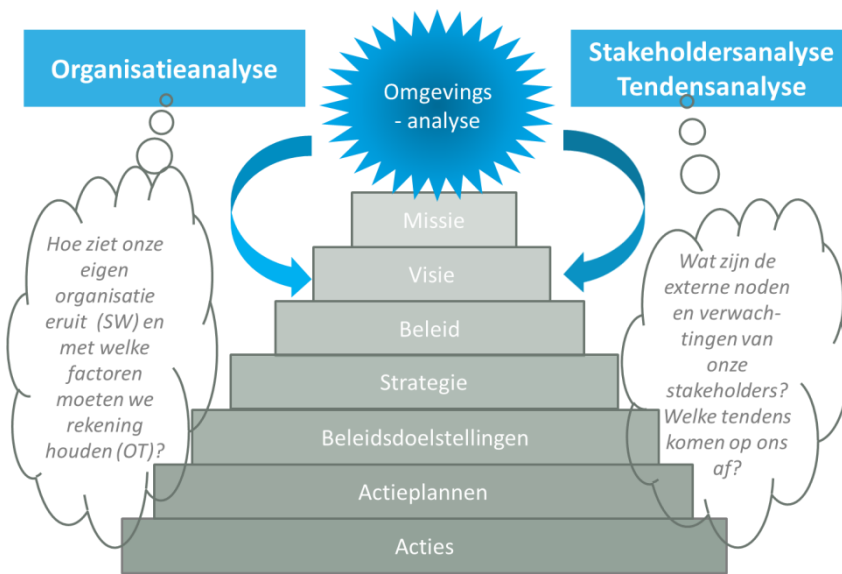 Organisatieanalyse
Omgevings
- analyse
Stakeholdersanalyse
Tendensanalyse
Hoe ziet onze
eigen
organisatie
eruit (SW) en
met welke
factoren
moeten we
rekening
houden (OT)?
Missie
Visie
Beleid
Strategie
Beleidsdoelstellingen
Actieplannen
Acties
Wat zijn de
externe noden
en verwach-
tingen van
onze
stakeholders?
Welke tendens
komen op ons
af?